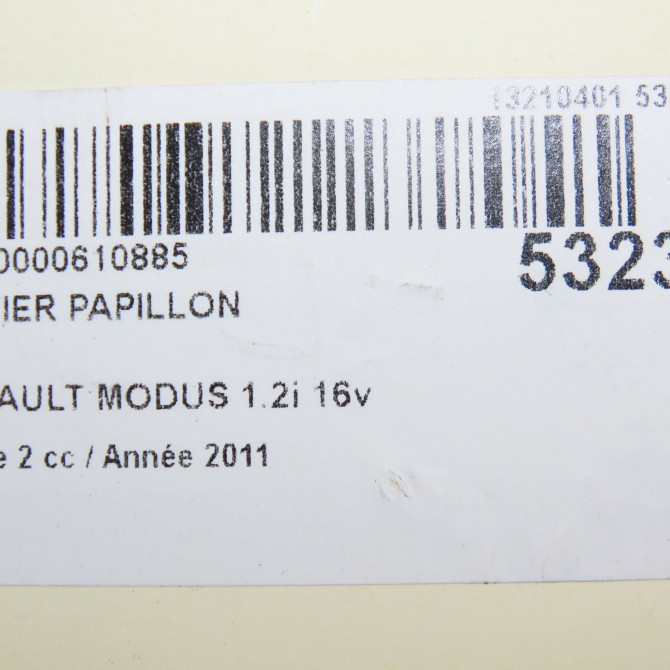 13210401 53
0000610885
5323
IER PAPILLON
AULT MODUS 1.2i 16v
e 2 cc / Année 2011